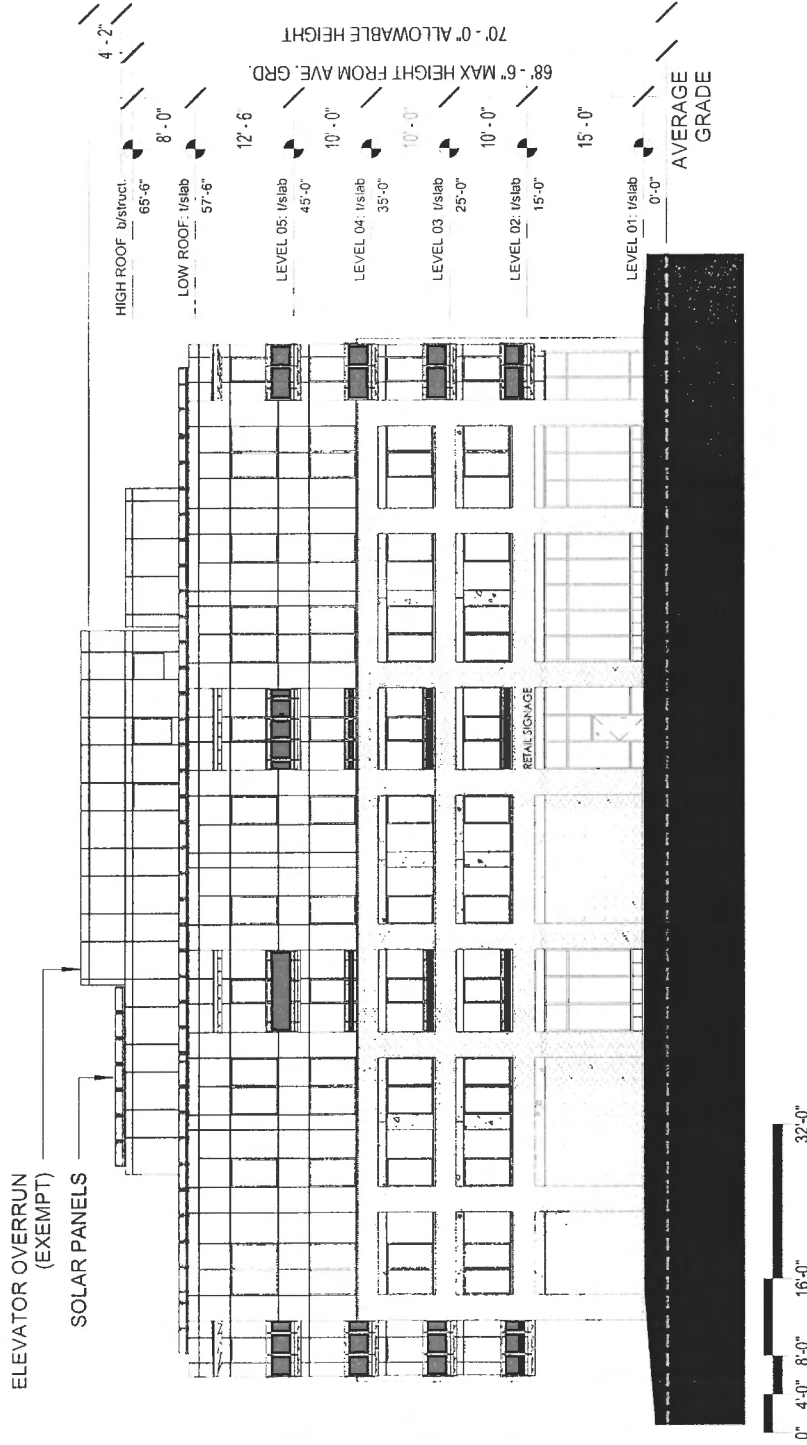 ELEVATOR OVERRUN
(EXEMPT)
SOLAR PANELS
RETAIL SIGNAGE
HIGH ROOF b/struct.
65'-6"
LOW ROOF: t/slab
57'-6"
LEVEL 05: t/slab
45'-0"
LEVEL 04: t/slab
35'-0"
LEVEL 03 t/slab
25'-0"
LEVEL 02: t/slab
15'-0"
LEVEL 01: t/slab
0'-0"
4'-2"
8'-0"
12'-6
10'-0"
10'-0"
10'-0"
15'-0"
68'-6" MAX HEIGHT FROM AVE. GRD.
70'-0" ALLOWABLE HEIGHT
AVERAGE
GRADE
0" 4'-0" 8'-0" 16'-0" 32'-0"